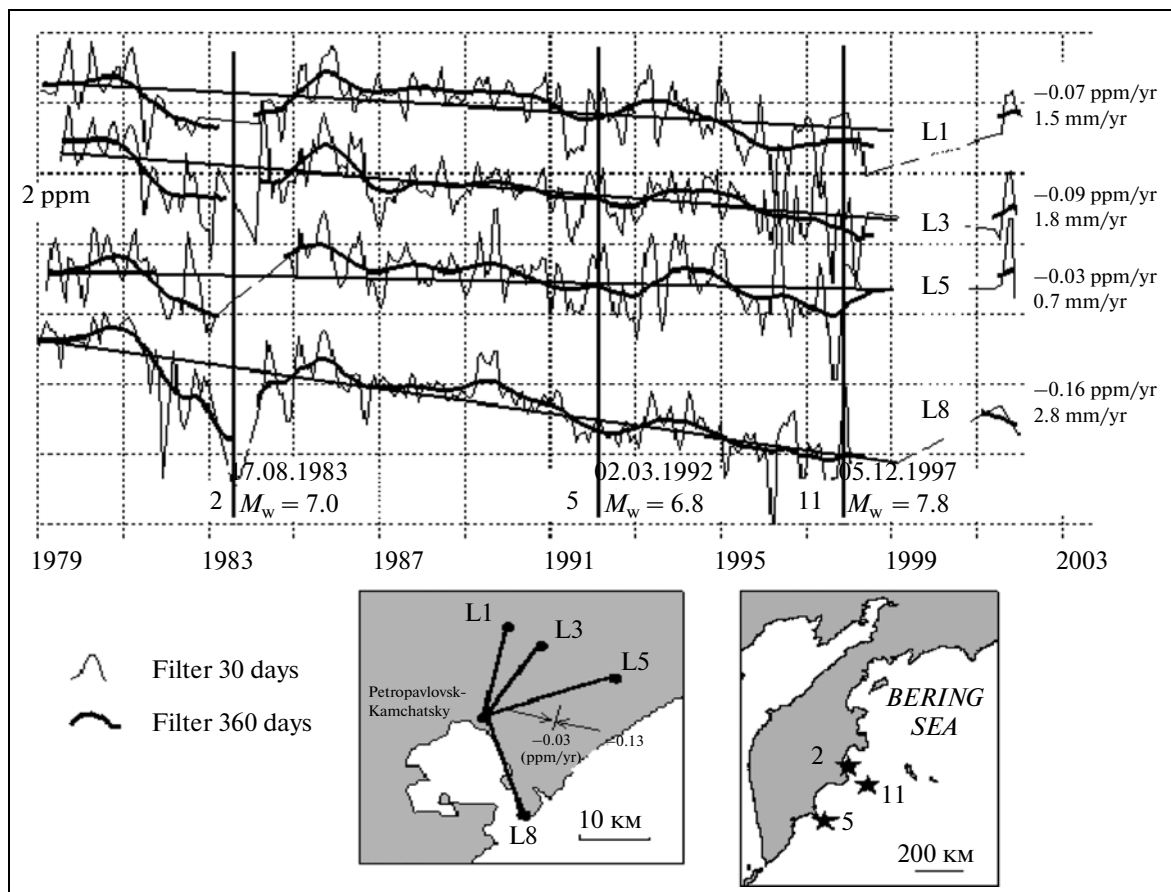 −0.07 ppm/yr
1.5 mm/yr
L1
2 ppm
−0.09 ppm/yr
1.8 mm/yr
L3
L5
−0.03 ppm/yr
0.7 mm/yr
−0.16 ppm/yr
2.8 mm/yr
L8
17.08.1983
2 Mw = 7.0
02.03.1992
5 Mw = 6.8
05.12.1997
11 Mw = 7.8
1979 1983 1987 1991 1995 1999 2003
Filter 30 days
Filter 360 days
L1
L3
L5
Petropavlovsk-
Kamchatsky
−0.03
(ppm/yr)
−0.13
L8
10 км
BERING
SEA
2
11
5
200 км